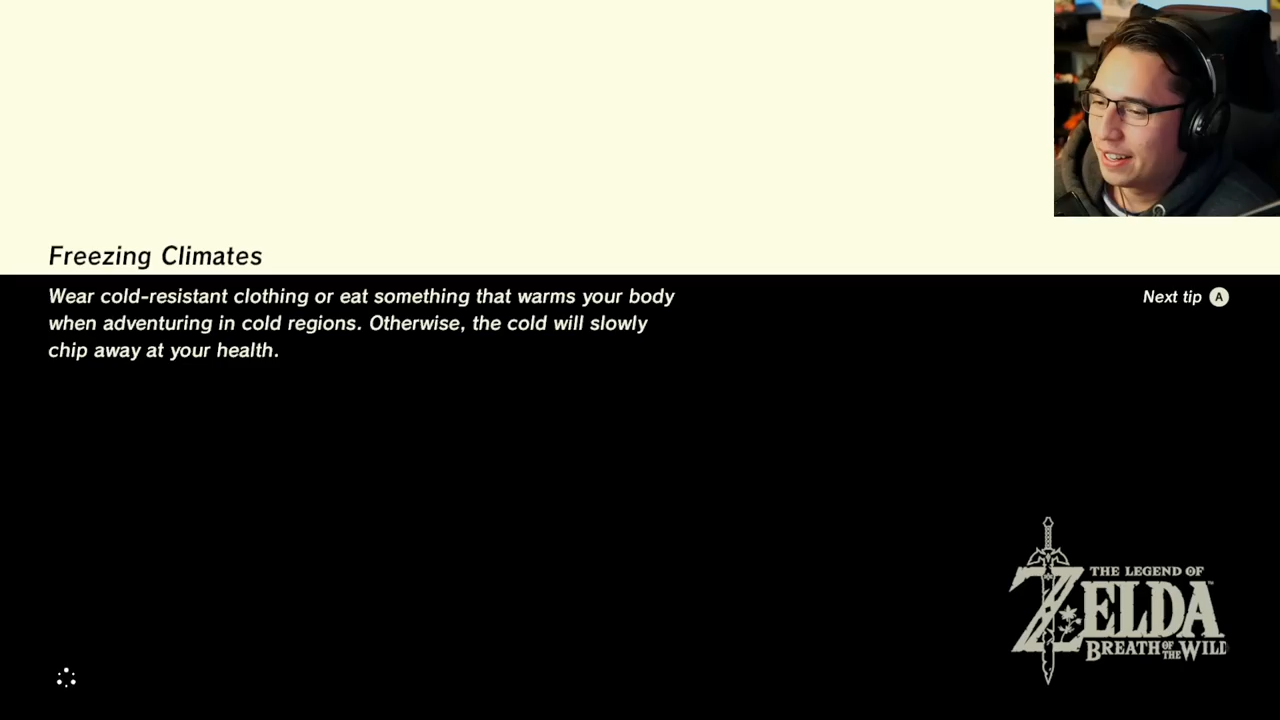 Freezing Climates
Wear cold-resistant clothing or eat something that warms your body
when adventuring in cold regions. Otherwise, the cold will slowly
chip away at your health.
Next tip A
THE LEGEND OF
ZELDA
BREATH OF THE WILD